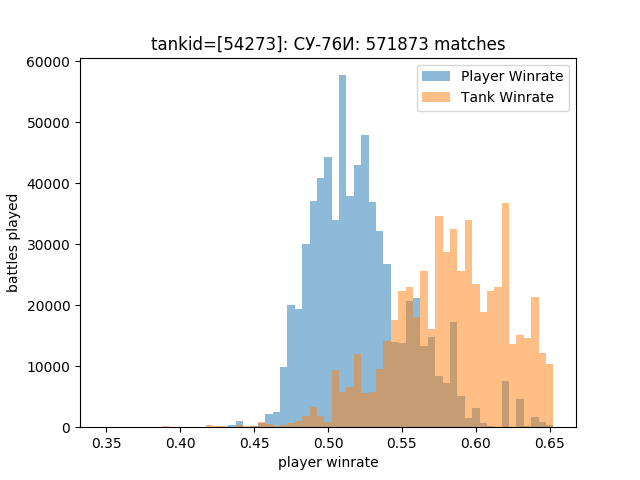 tankid=[54273]: СУ-76И: 571873 matches
Player Winrate
Tank Winrate
battles played
60000
50000
40000
30000
20000
10000
0
0.35 0.40 0.45 0.50 0.55 0.60 0.65
player winrate